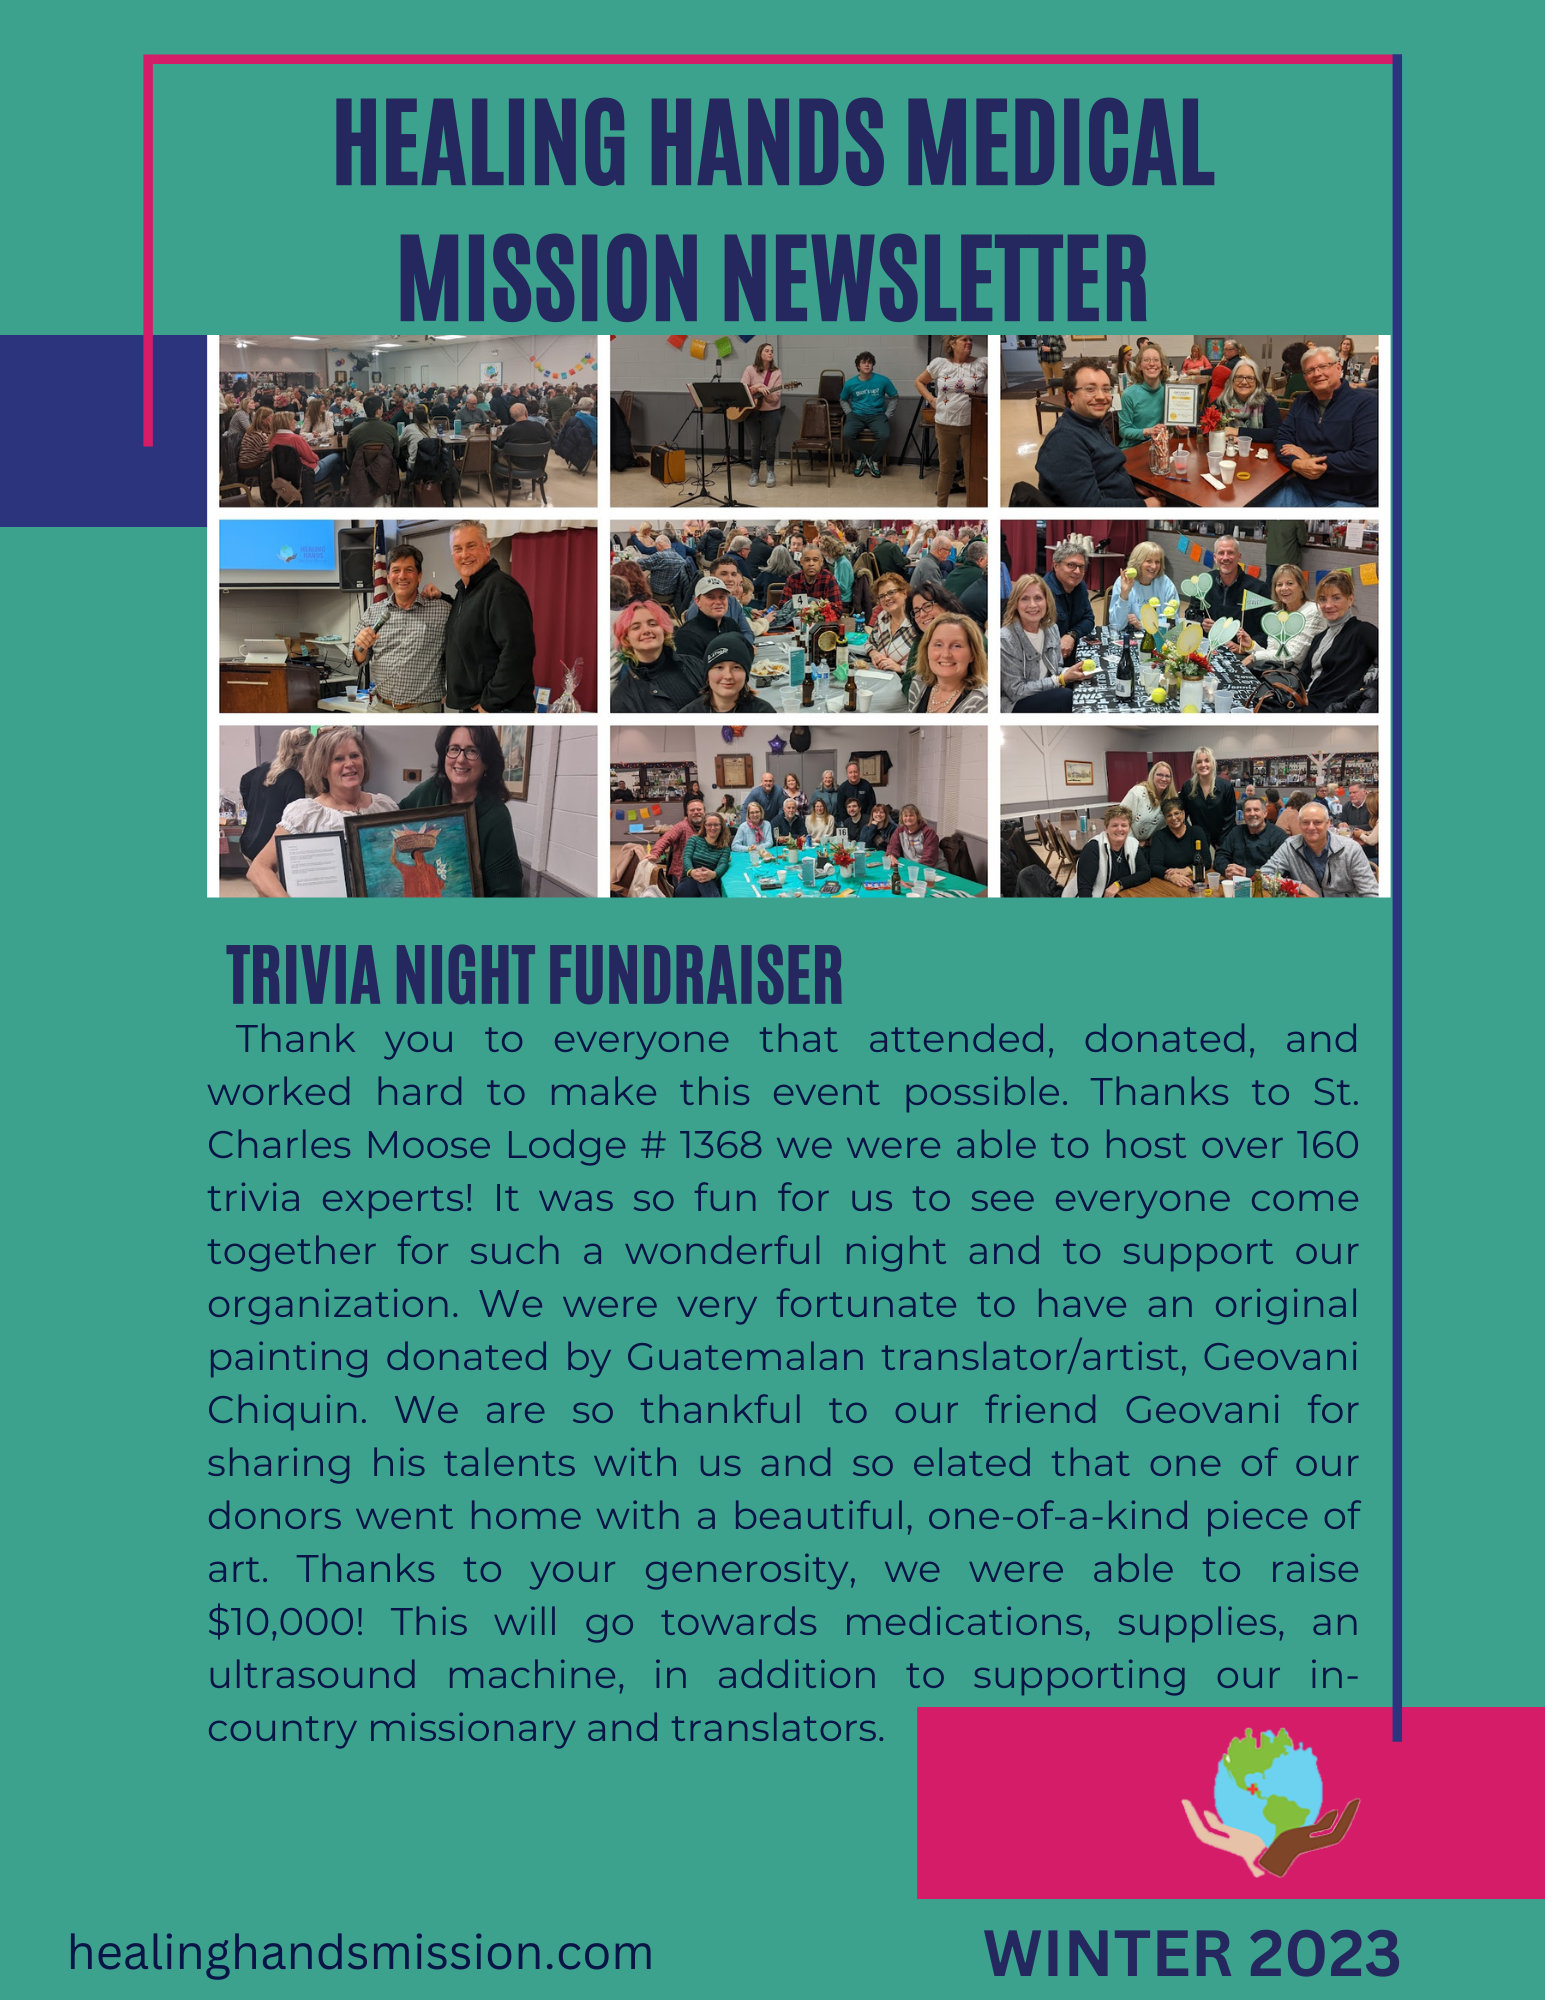 HEALING HANDS MEDICAL
MISSION NEWSLETTER
4
16
TRIVIA NIGHT FUNDRAISER
Thank you to everyone that attended, donated, and
worked hard to make this event possible. Thanks to St.
Charles Moose Lodge # 1368 we were able to host over 160
trivia experts! It was so fun for us to see everyone come
together for such a wonderful night and to support our
organization. We were very fortunate to have an original
painting donated by Guatemalan translator/artist, Geovani
Chiquin. We are so thankful to our friend Geovani for
sharing his talents with us and so elated that one of our
donors went home with a beautiful, one-of-a-kind piece of
art. Thanks to your generosity, we were able to raise
$10,000! This will go towards medications, supplies, an
ultrasound machine, in addition to supporting our in-
country missionary and translators.
healinghandsmission.com
WINTER 2023